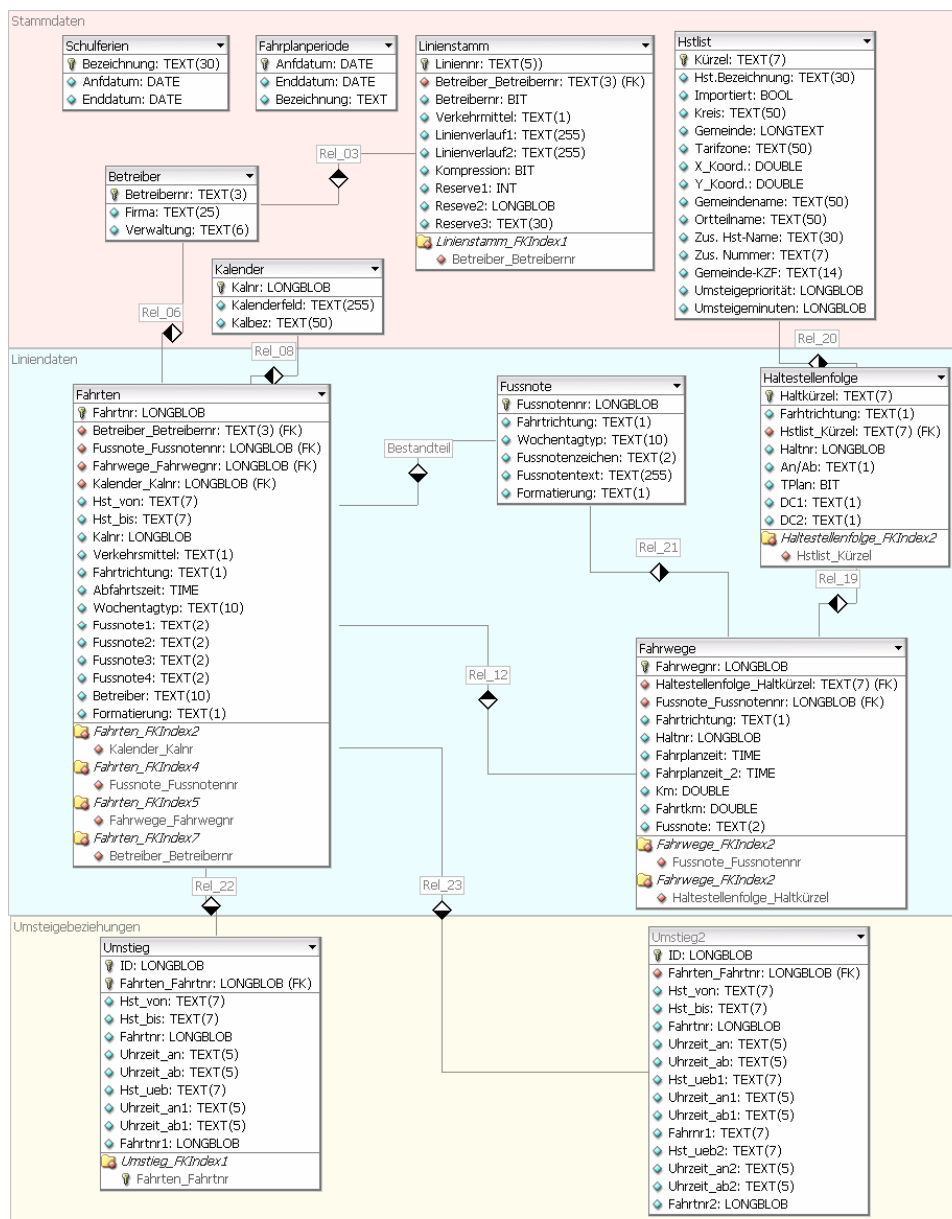 Stammdaten
Schulferien
Bezeichnung: TEXT(30)
Anfdatum: DATE
Enddatum: DATE
Fahrplanperiode
Anfdatum: DATE
Enddatum: DATE
Bezeichnung: TEXT
Linienstamm
Liniennr: TEXT(5))
Betreiber_Betreibernr: TEXT(3) (FK)
Betreibernr: BIT
Verkehrmittel: TEXT(1)
Linienverlauf1: TEXT(255)
Linienverlauf2: TEXT(255)
Kompression: BIT
Reserve1: INT
Reseve2: LONGBLOB
Reserve3: TEXT(30)
Linienstamm_FKIndex1
Betreiber_Betreibernr
Hstlist
Kürzel: TEXT(7)
Hst.Bezeichnung: TEXT(30)
Importiert: BOOL
Kreis: TEXT(50)
Gemeinde: LONGTEXT
Tarifzone: TEXT(50)
X_Koord.: DOUBLE
Y_Koord.: DOUBLE
Gemeindename: TEXT(50)
Ortteilname: TEXT(50)
Zus. Hst-Name: TEXT(30)
Zus. Nummer: TEXT(7)
Gemeinde-KZF: TEXT(14)
Umsteigepriorität: LONGBLOB
Umsteigeminuten: LONGBLOB
Rel_03
Betreiber
Betreibernr: TEXT(3)
Firma: TEXT(25)
Verwaltung: TEXT(6)
Kalender
Kalnr: LONGBLOB
Kalenderfeld: TEXT(255)
Kalbez: TEXT(50)
Rel_06
Rel_08
Rel_20
Liniendaten
Fahrten
Fahrtnr: LONGBLOB
Betreiber_Betreibernr: TEXT(3) (FK)
Fussnote_Fussnotennr: LONGBLOB (FK)
Fahrwege_Fahrwegnr: LONGBLOB (FK)
Kalender_Kalnr: LONGBLOB (FK)
Hst_von: TEXT(7)
Hst_bis: TEXT(7)
Kalnr: LONGBLOB
Verkehrsmittel: TEXT(1)
Fahrtrichtung: TEXT(1)
Abfahrtszeit: TIME
Wochentagtyp: TEXT(10)
Fussnote1: TEXT(2)
Fussnote2: TEXT(2)
Fussnote3: TEXT(2)
Fussnote4: TEXT(2)
Betreiber: TEXT(10)
Formatierung: TEXT(1)
Fahrten_FKIndex2
Kalender_Kalnr
Fahrten_FKIndex4
Fussnote_Fussnotennr
Fahrten_FKIndex5
Fahrwege_Fahrwegnr
Fahrten_FKIndex7
Betreiber_Betreibernr
Bestandteil
Fussnote
Fussnotennr: LONGBLOB
Fahrtrichtung: TEXT(1)
Wochentagtyp: TEXT(10)
Fussnotenzeichen: TEXT(2)
Fussnotentext: TEXT(255)
Formatierung: TEXT(1)
Haltestellenfolge
Haltkürzel: TEXT(7)
Farhtrichtung: TEXT(1)
Hstlist_Kürzel: TEXT(7) (FK)
Haltnr: LONGBLOB
An/Ab: TEXT(1)
TPlan: BIT
DC1: TEXT(1)
DC2: TEXT(1)
Haltestellenfolge_FKIndex2
Hstlist_Kürzel
Rel_21
Rel_19
Rel_12
Fahrwege
Fahrwegnr: LONGBLOB
Haltestellenfolge_Haltkürzel: TEXT(7) (FK)
Fussnote_Fussnotennr: LONGBLOB (FK)
Fahrtrichtung: TEXT(1)
Haltnr: LONGBLOB
Fahrplanzeit: TIME
Fahrplanzeit_2: TIME
Km: DOUBLE
Fahrtkm: DOUBLE
Fussnote: TEXT(2)
Fahrwege_FKIndex2
Fussnote_Fussnotennr
Fahrwege_FKIndex2
Haltestellenfolge_Haltkürzel
Rel_22
Rel_23
Umsteigebeziehungen
Umstieg
ID: LONGBLOB
Fahrten_Fahrtnr: LONGBLOB (FK)
Hst_von: TEXT(7)
Hst_bis: TEXT(7)
Fahrtnr: LONGBLOB
Uhrzeit_an: TEXT(5)
Uhrzeit_ab: TEXT(5)
Hst_ueb: TEXT(7)
Uhrzeit_an1: TEXT(5)
Uhrzeit_ab1: TEXT(5)
Fahrtnr1: LONGBLOB
Umstieg_FKIndex1
Fahrten_Fahrtnr
Umstieg2
ID: LONGBLOB
Fahrten_Fahrtnr: LONGBLOB (FK)
Hst_von: TEXT(7)
Hst_bis: TEXT(7)
Fahrtnr: LONGBLOB
Uhrzeit_an: TEXT(5)
Uhrzeit_ab: TEXT(5)
Hst_ueb1: TEXT(7)
Uhrzeit_an1: TEXT(5)
Uhrzeit_ab1: TEXT(5)
Fahrnr1: TEXT(7)
Hst_ueb2: TEXT(7)
Uhrzeit_an2: TEXT(5)
Uhrzeit_ab2: TEXT(5)
Fahrtnr2: LONGBLOB